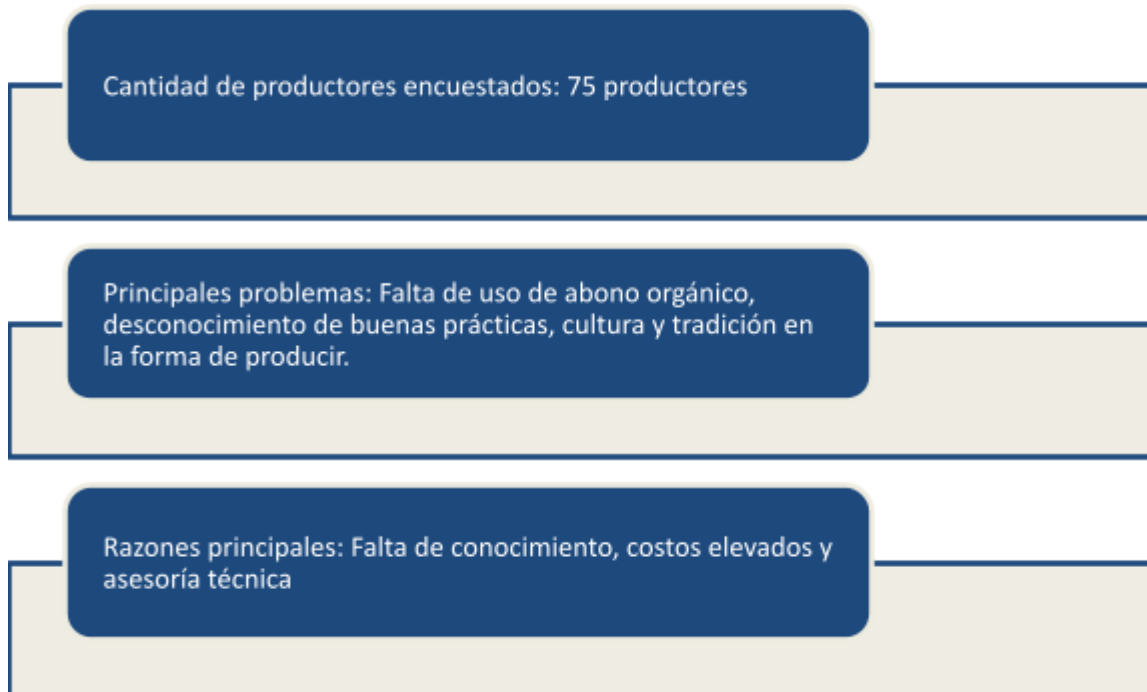 Cantidad de productores encuestados: 75 productores
Principales problemas: Falta de uso de abono orgánico,
desconocimiento de buenas prácticas, cultura y tradición en
la forma de producir.
Razones principales: Falta de conocimiento, costos elevados y
asesoría técnica